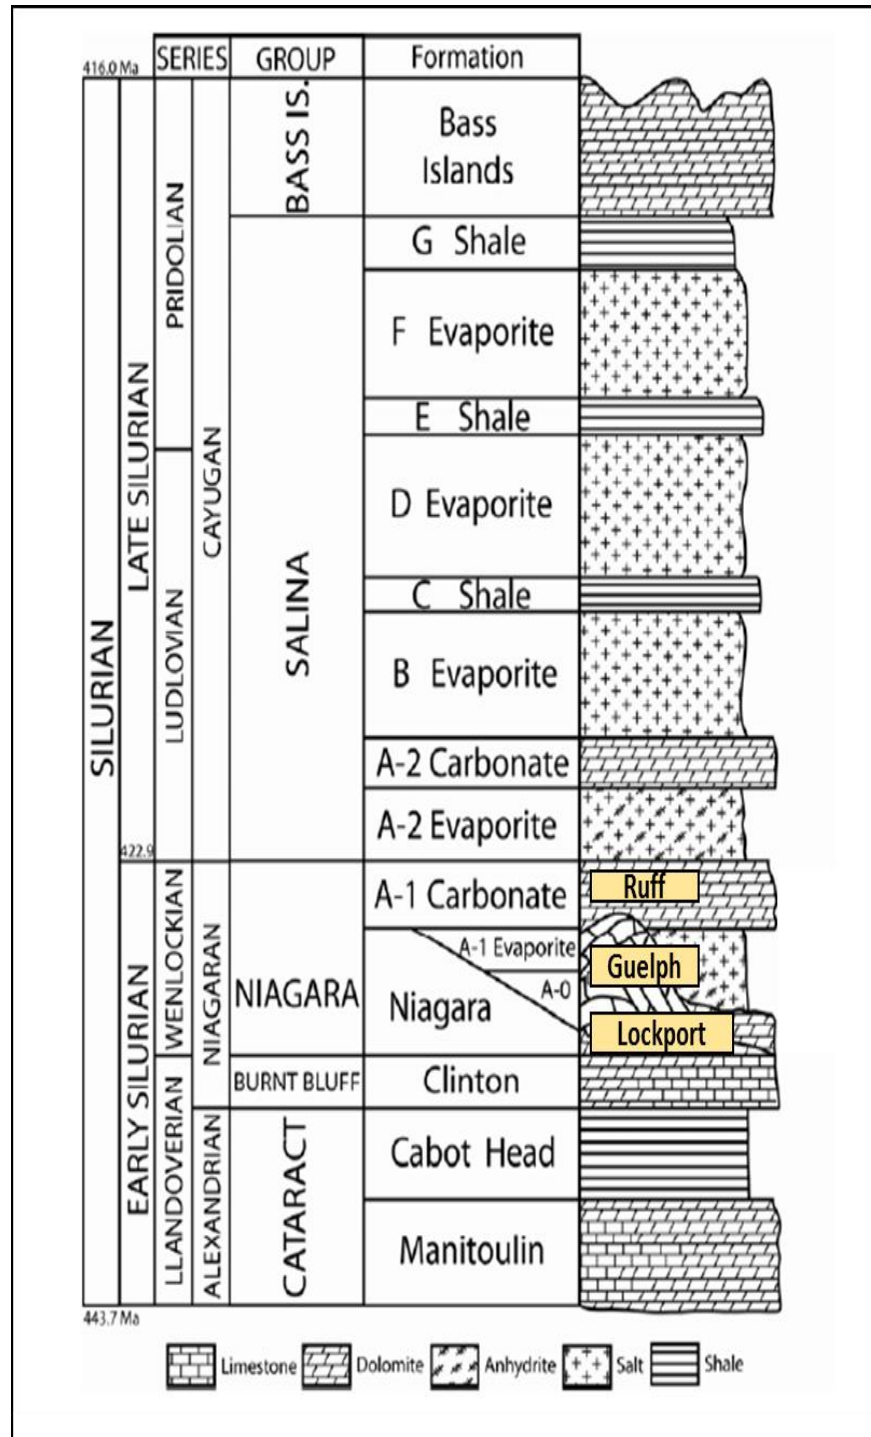 416.0 Ma
SERIES
GROUP
Formation
SILURIAN
LATE SILURIAN
PRIDOLIAN
CAYUGAN
BASS IS.
Bass
Islands
SALINA
G Shale
F Evaporite
E Shale
LUDLOVIAN
D Evaporite
C Shale
B Evaporite
A-2 Carbonate
A-2 Evaporite
422.9
EARLY SILURIAN
WENLOCKIAN
NIAGARAN
NIAGARA
A-1 Carbonate
Ruff
A-1 Evaporite
Guelph
A-0
Niagara
Lockport
LLANDOVERIAN
BURNT BLUFF
Clinton
ALEXANDRIAN
CATARACT
Cabot Head
Manitoulin
443.7 Ma
Limestone
Dolomite
Anhydrite
Salt
Shale